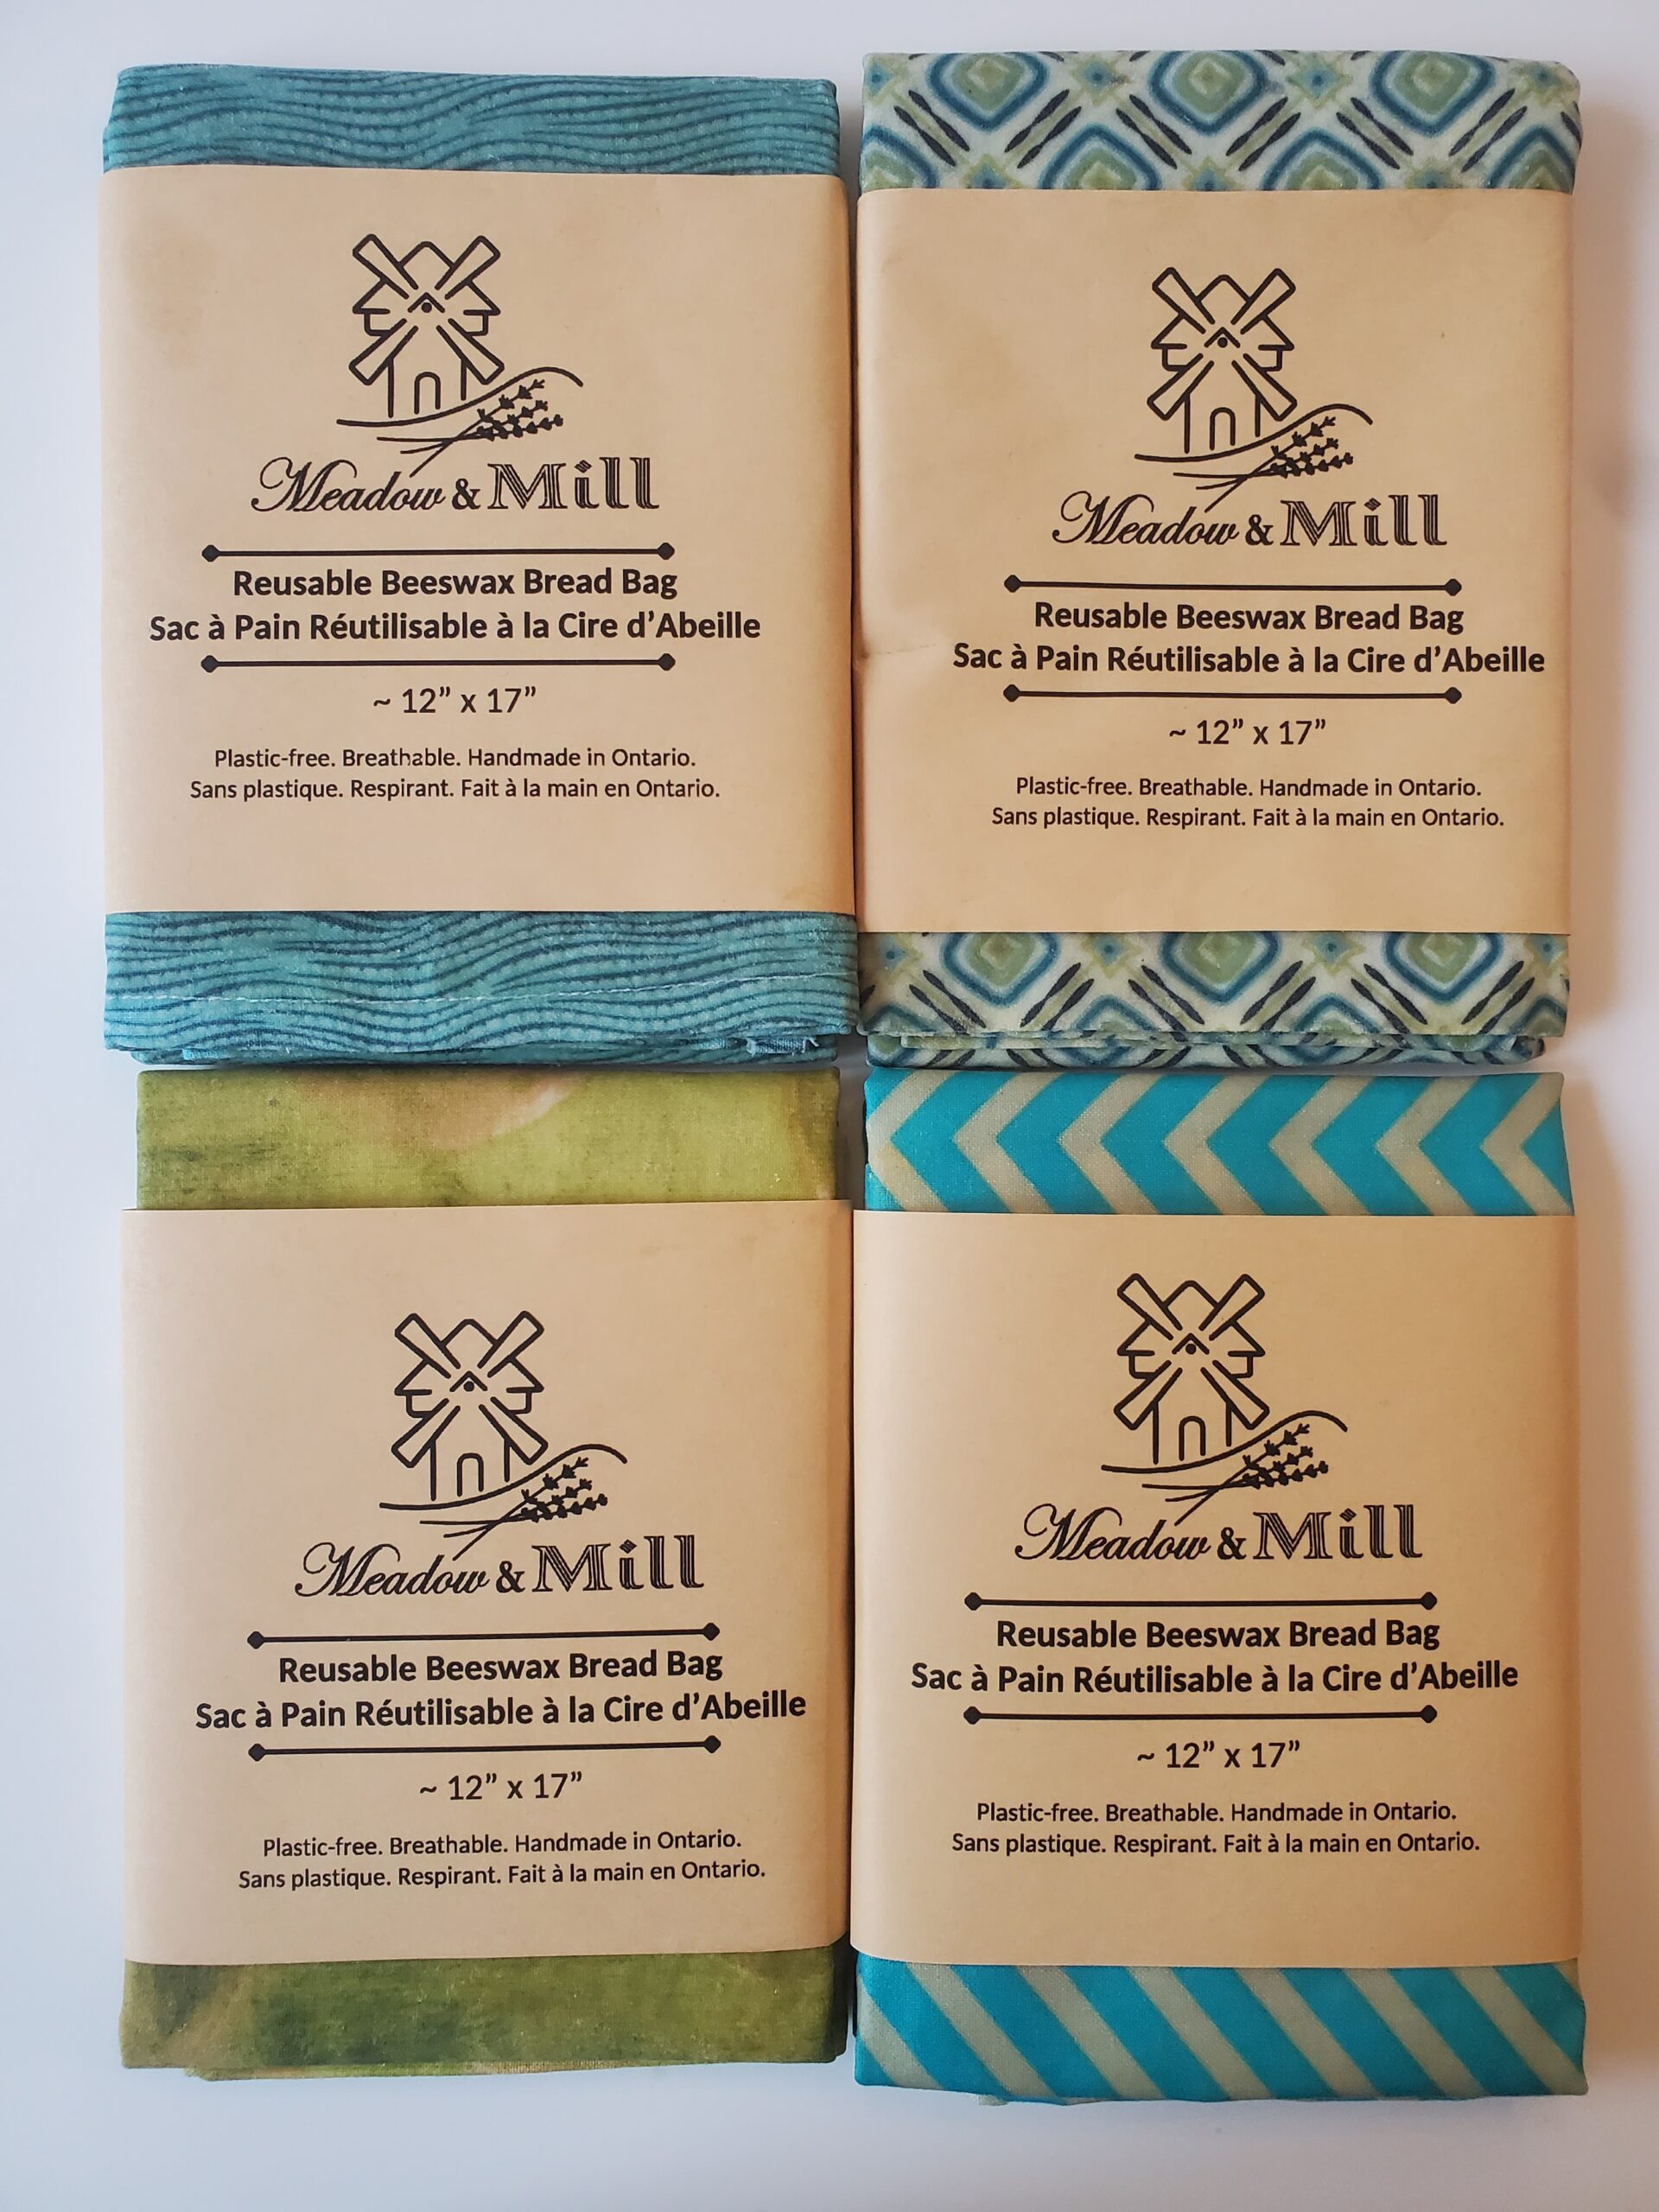 Meadow & Mill
Reusable Beeswax Bread Bag
Sac à Pain Réutilisable à la Cire d'Abeille
~ 12” x 17”
Plastic-free. Breathable. Handmade in Ontario.
Sans plastique. Respirant. Fait à la main en Ontario.
Meadow & Mill
Reusable Beeswax Bread Bag
Sac à Pain Réutilisable à la Cire d’Abeille
~ 12” x 17”
Plastic-free. Breathable. Handmade in Ontario.
Sans plastique. Respirant. Fait à la main en Ontario.
Meadow & Mill
Reusable Beeswax Bread Bag
Sac à Pain Réutilisable à la Cire d’Abeille
~ 12” x 17”
Plastic-free. Breathable. Handmade in Ontario.
Sans plastique. Respirant. Fait à la main en Ontario.
Meadow & Mill
Reusable Beeswax Bread Bag
Sac à Pain Réutilisable à la Cire d’Abeille
~ 12” x 17”
Plastic-free. Breathable. Handmade in Ontario.
Sans plastique. Respirant. Fait à la main en Ontario.